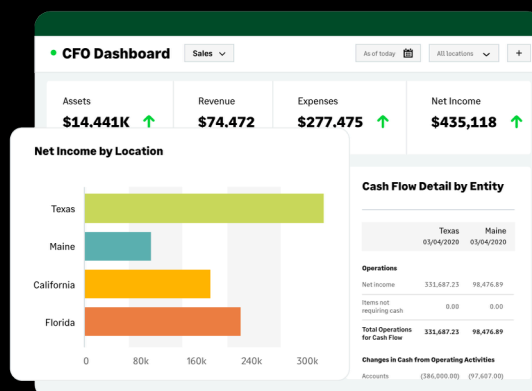 CFO Dashboard
Sales
As of today
All locations
+
Assets
$14,441K
Revenue
$74,472
Expenses
$277,475
Net Income
$435,118
Net Income by Location
Texas
Maine
California
Florida
0 80k 160k 240k 300k
Cash Flow Detail by Entity
Texas Maine
03/04/2020 03/04/2020
Operations
Net income 331,687.23 98,476.89
Items not
requiring cash 0.00 0.00
Total Operations
for Cash Flow 331,687.23 98,476.89
Changes in Cash from Operating Activities
Accounts (386,000.00) (97,607.00)